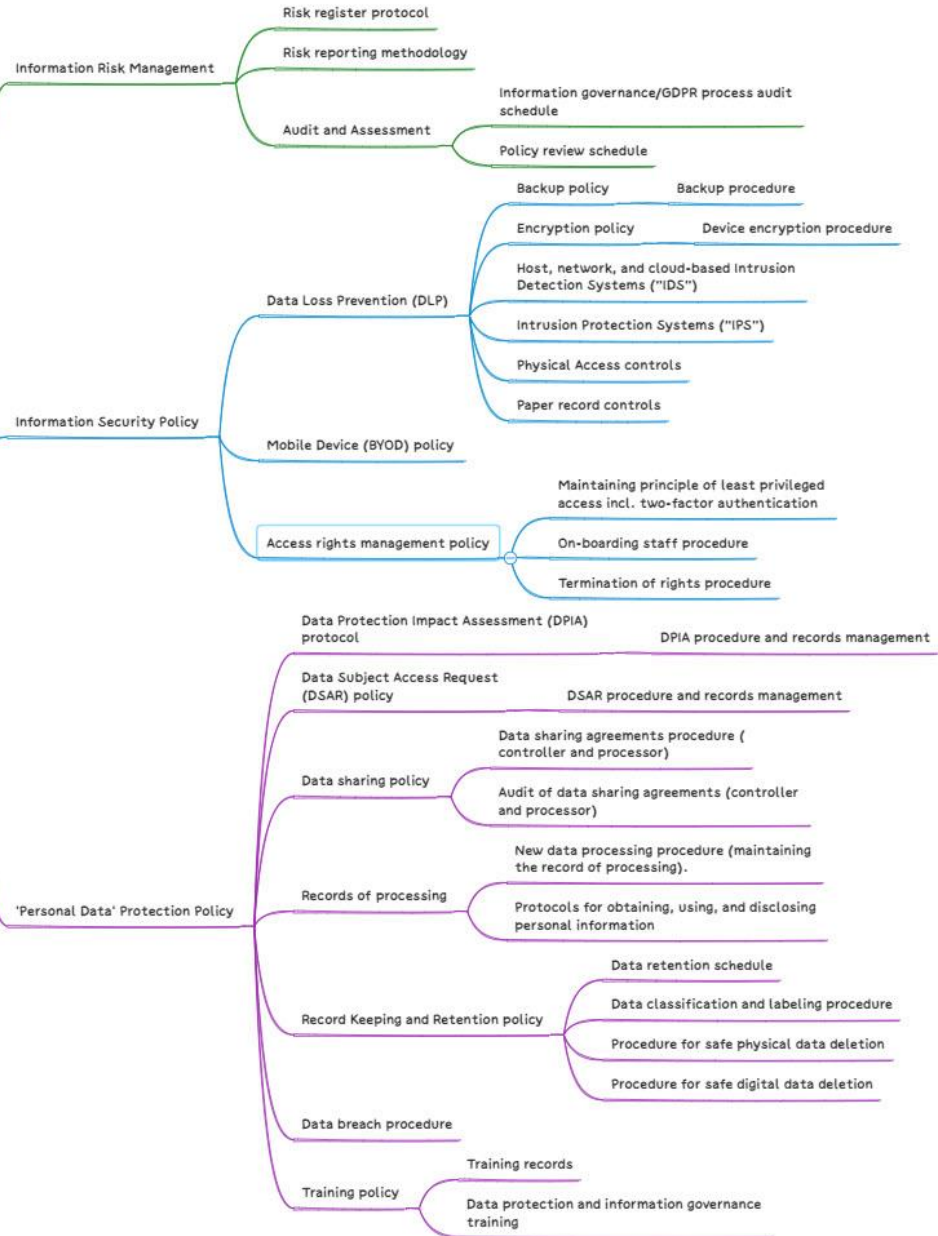 Risk register protocol
Risk reporting methodology
Information Risk Management
Information governance/GDPR process audit
schedule
Audit and Assessment
Policy review schedule
Backup policy
Backup procedure
Encryption policy
Device encryption procedure
Host, network, and cloud-based Intrusion
Detection Systems ("IDS")
Data Loss Prevention (DLP)
Intrusion Protection Systems ("IPS")
Physical Access controls
Paper record controls
Information Security Policy
Mobile Device (BYOD) policy
Maintaining principle of least privileged
access incl. two-factor authentication
Access rights management policy
On-boarding staff procedure
Termination of rights procedure
Data Protection Impact Assessment (DPIA)
protocol
DPIA procedure and records management
Data Subject Access Request
(DSAR) policy
DSAR procedure and records management
Data sharing agreements procedure (
controller and processor)
Data sharing policy
Audit of data sharing agreements (controller
and processor)
New data processing procedure (maintaining
the record of processing).
Records of processing
Protocols for obtaining, using, and disclosing
personal information
'Personal Data' Protection Policy
Data retention schedule
Data classification and labeling procedure
Record Keeping and Retention policy
Procedure for safe physical data deletion
Procedure for safe digital data deletion
Data breach procedure
Training records
Training policy
Data protection and information governance
training